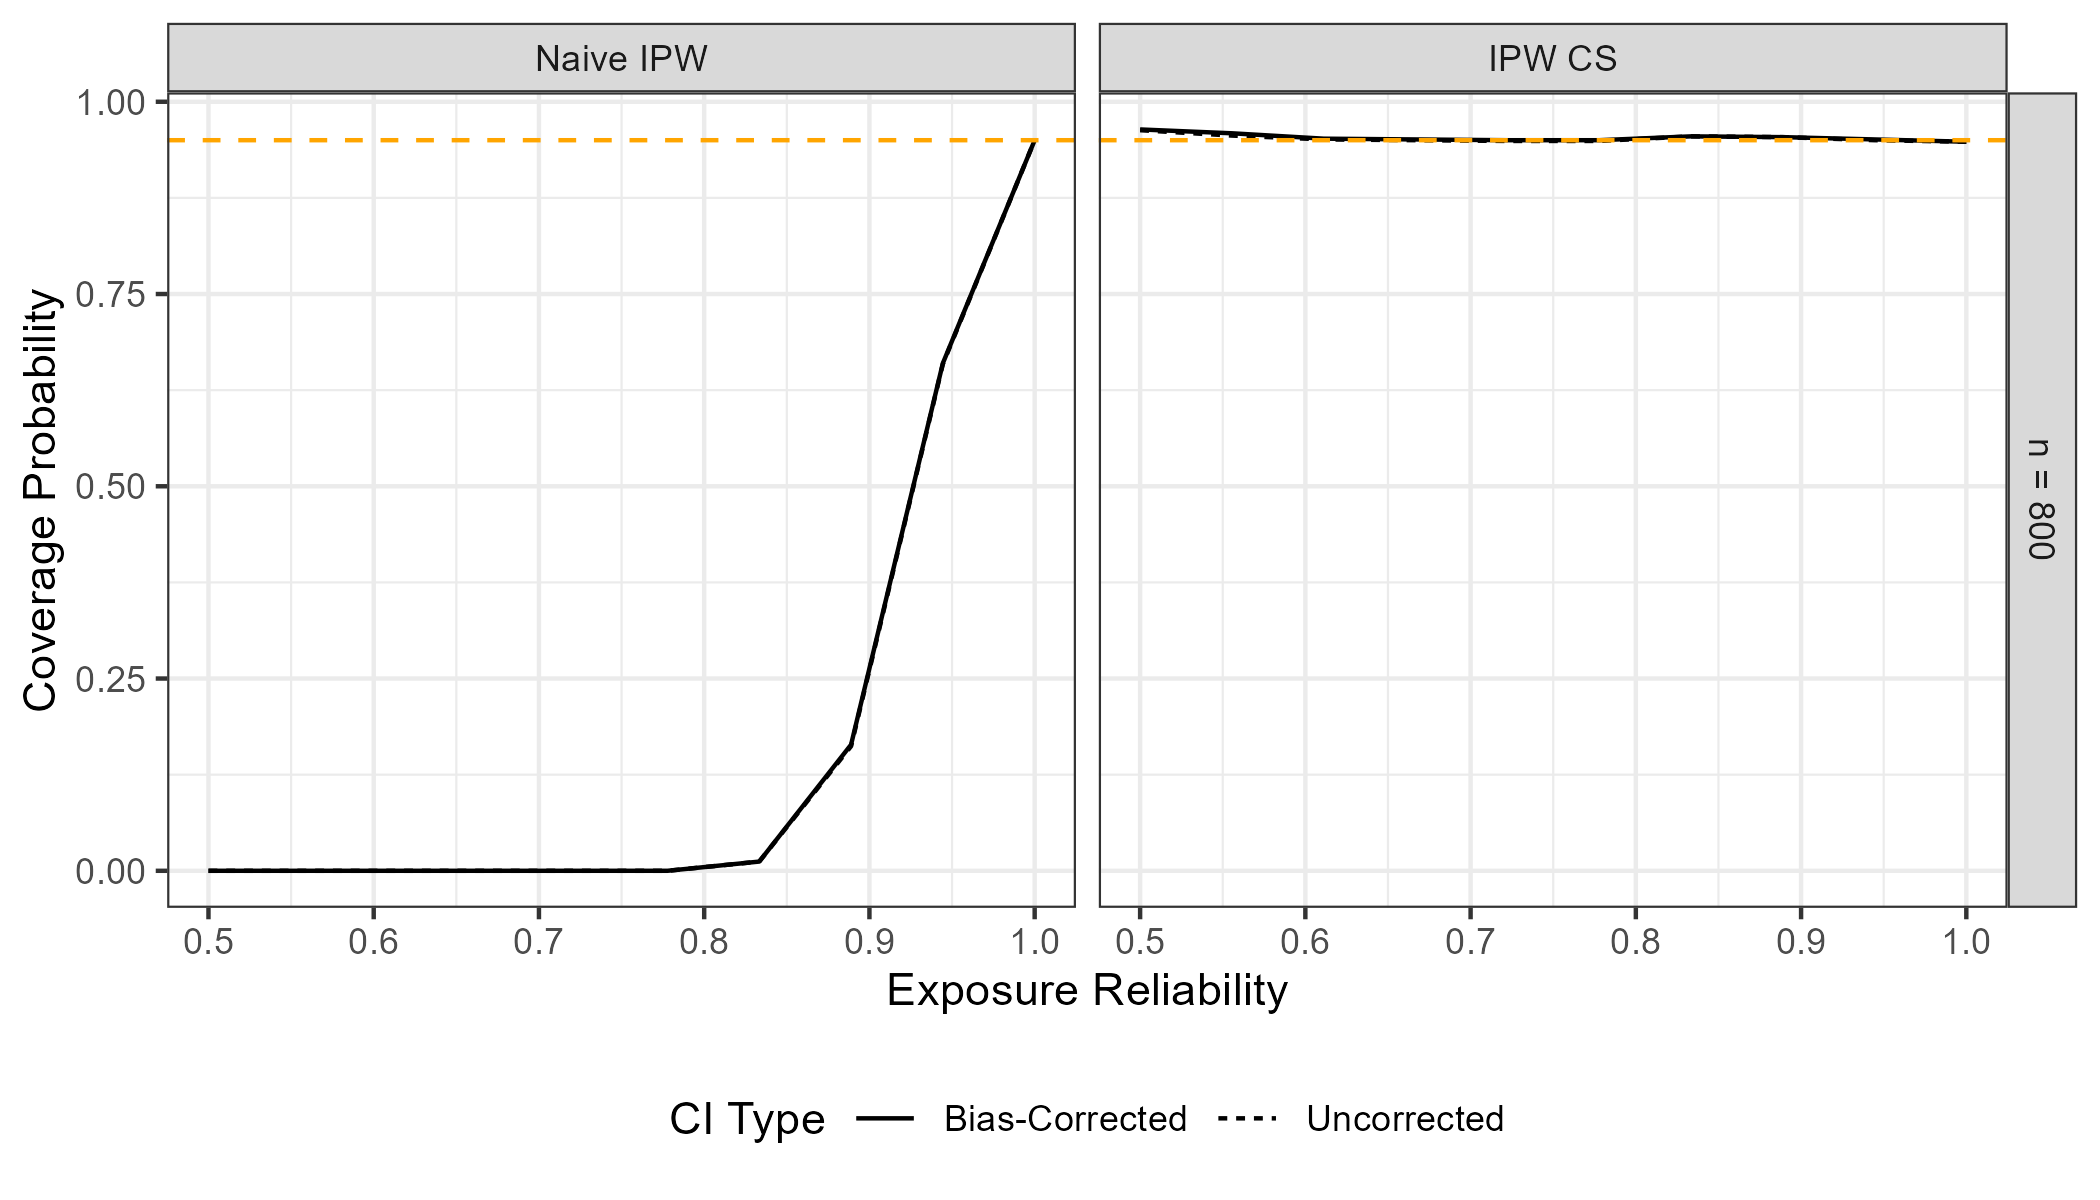 Naive IPW
IPW CS
1.00
0.75
0.50
0.25
0.00
Coverage Probability
n = 800
0.5 0.6 0.7 0.8 0.9 1.0 0.5 0.6 0.7 0.8 0.9 1.0
Exposure Reliability
CI Type Bias-Corrected Uncorrected